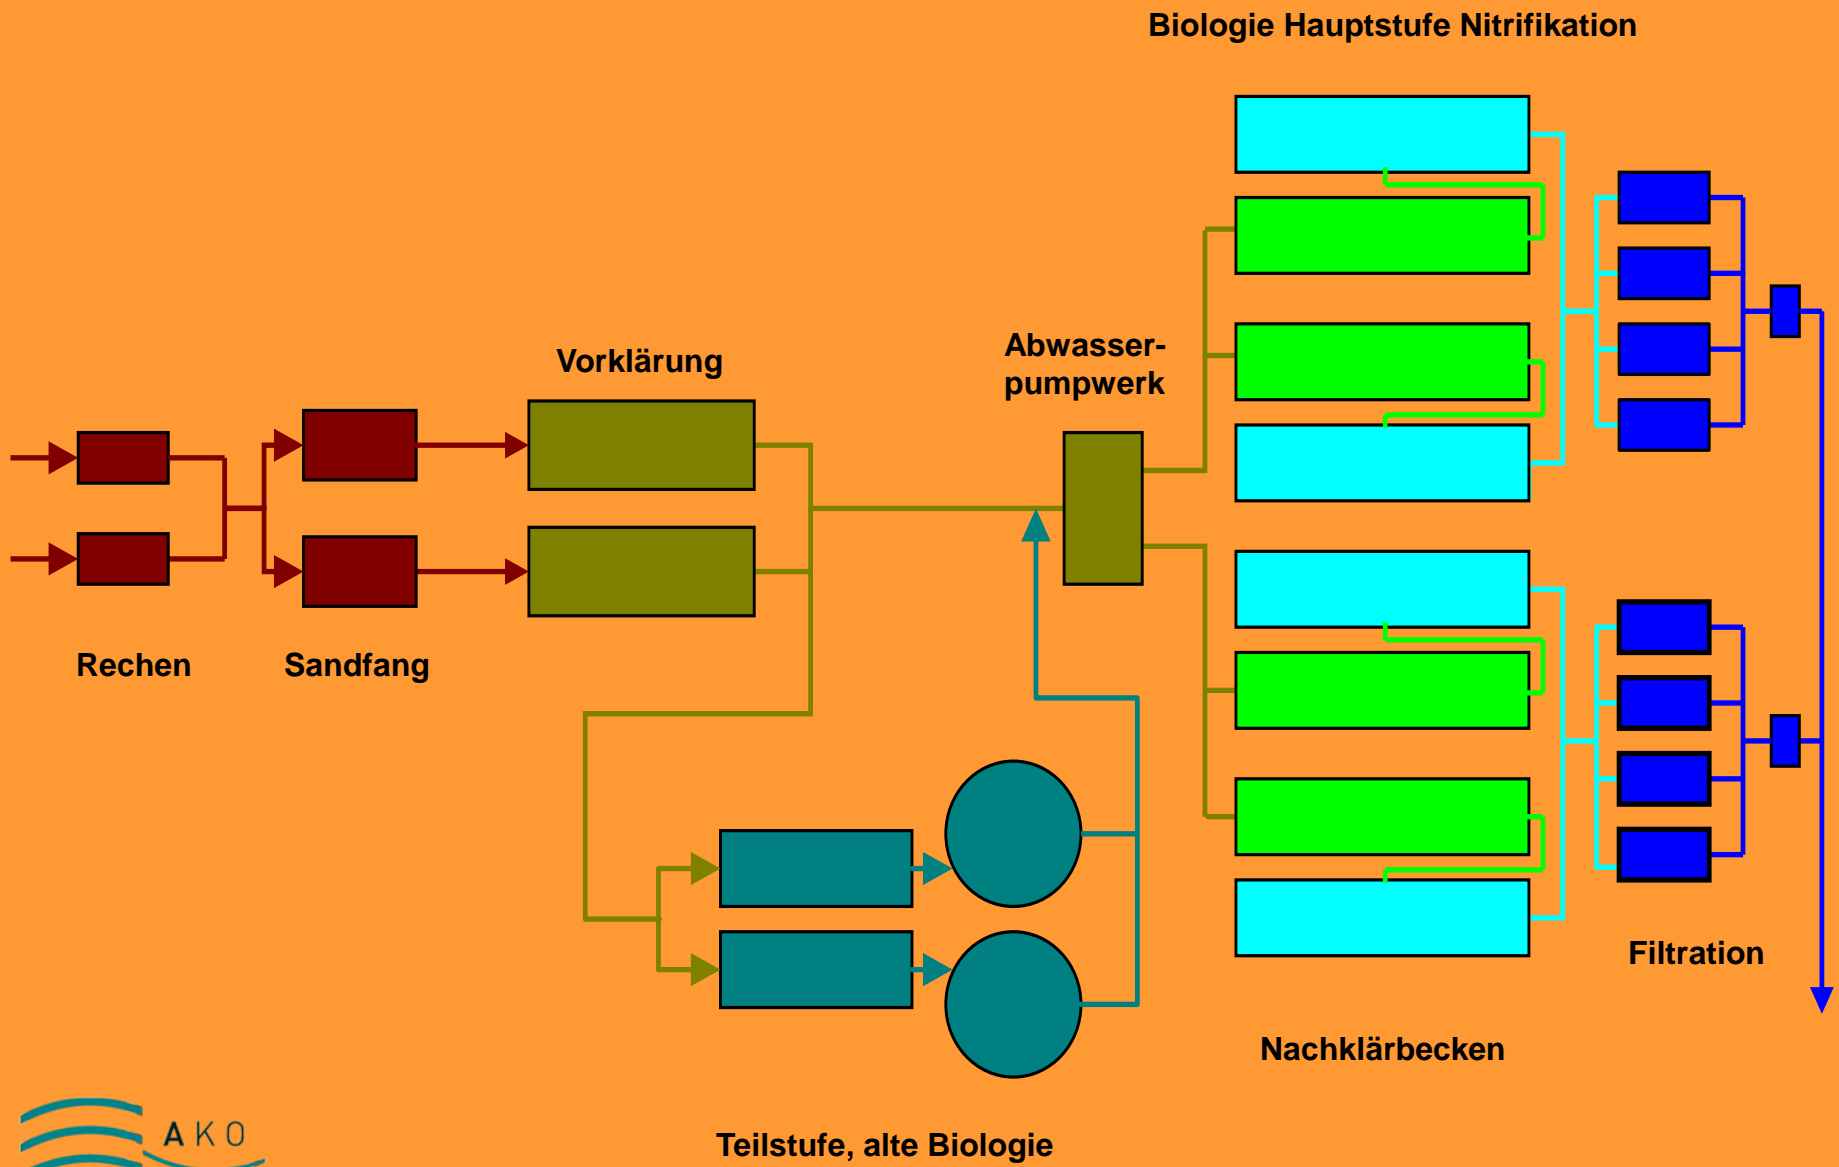 Biologie Hauptstufe Nitrifikation
Vorklärung
Abwasser-
pumpwerk
Rechen
Sandfang
Filtration
Nachklärbecken
Teilstufe, alte Biologie
AKO